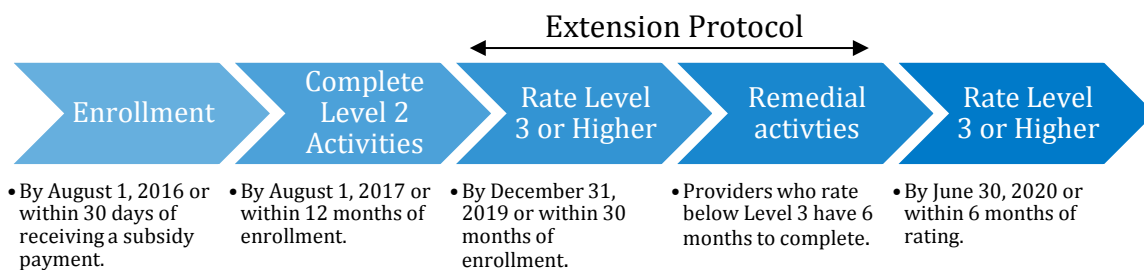 Extension Protocol
Enrollment
Complete
Level 2
Activities
Rate Level
3 or Higher
Remedial
activties
Rate Level
3 or Higher
•By August 1, 2016 or
within 30 days of
receiving a subsidy
payment.
•By August 1, 2017 or
within 12 months of
enrollment.
•By December 31,
2019 or within 30
months of
enrollment.
•Providers who rate
below Level 3 have 6
months to complete.
•By June 30, 2020 or
within 6 months of
rating.